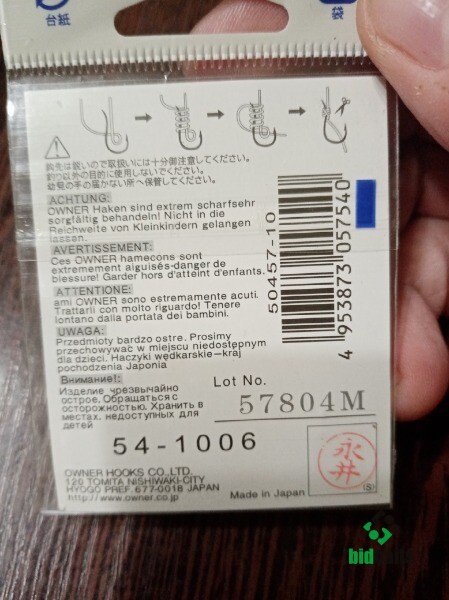 台紙
袋
鈎先は鋭いので取扱いには十分御注意してください。
釣り以外の目的に使用しないでください。
幼児の手の届かない所へ保管してください。
ACHTUNG:
OWNER Haken sind extrem scharfsehr
sorgfältig behandeln! Nicht in die
Reichweite von Kleinkindern gelangen
lassen.
AVERTISSEMENT:
Ces OWNER hamecons sont
extremement aiguisés-danger de
blessure! Garder hors d'atteint d'enfants.
ATTENTIONE:
ami OWNER sono estremamente acuti.
Trattarli con molto riguardo! Tenere
lontano dalla portata dei bambini.
UWAGA:
Przedmioty bardzo ostre. Prosimy
przechowywać w miejscu niedostępnym
dla dzieci. Haczyki wędkarskie-kraj
pochodzenia Japonia
Внимание!:
Изделие чрезвычайно
острое. Обращаться с
осторожностью. Хранить в
местах, недоступных для
детей
50457-10
4 953873 057540
Lot No.
57804M
54-1006
OWNER HOOKS CO.,LTD.
120 TOMITA NISHIWAKI-CITY
HYOGO PREF. 677-0018 JAPAN
http://www.owner.co.jp
Made in Japan
永井
(S)
bid